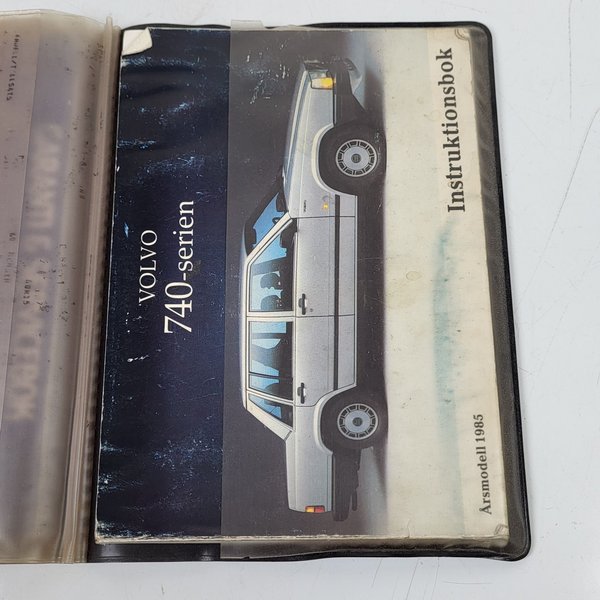 VOLVO
740-serien
Instruktionsbok
Årsmodell 1985